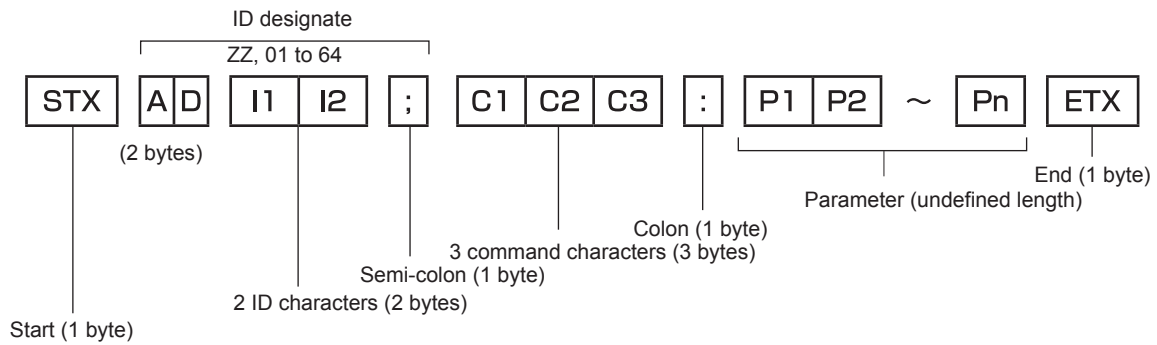 ID designate
ZZ, 01 to 64
STX A D I1 I2 ; C1 C2 C3 : P1 P2 ~ Pn ETX
(2 bytes)
End (1 byte)
Parameter (undefined length)
Colon (1 byte)
3 command characters (3 bytes)
Semi-colon (1 byte)
2 ID characters (2 bytes)
Start (1 byte)